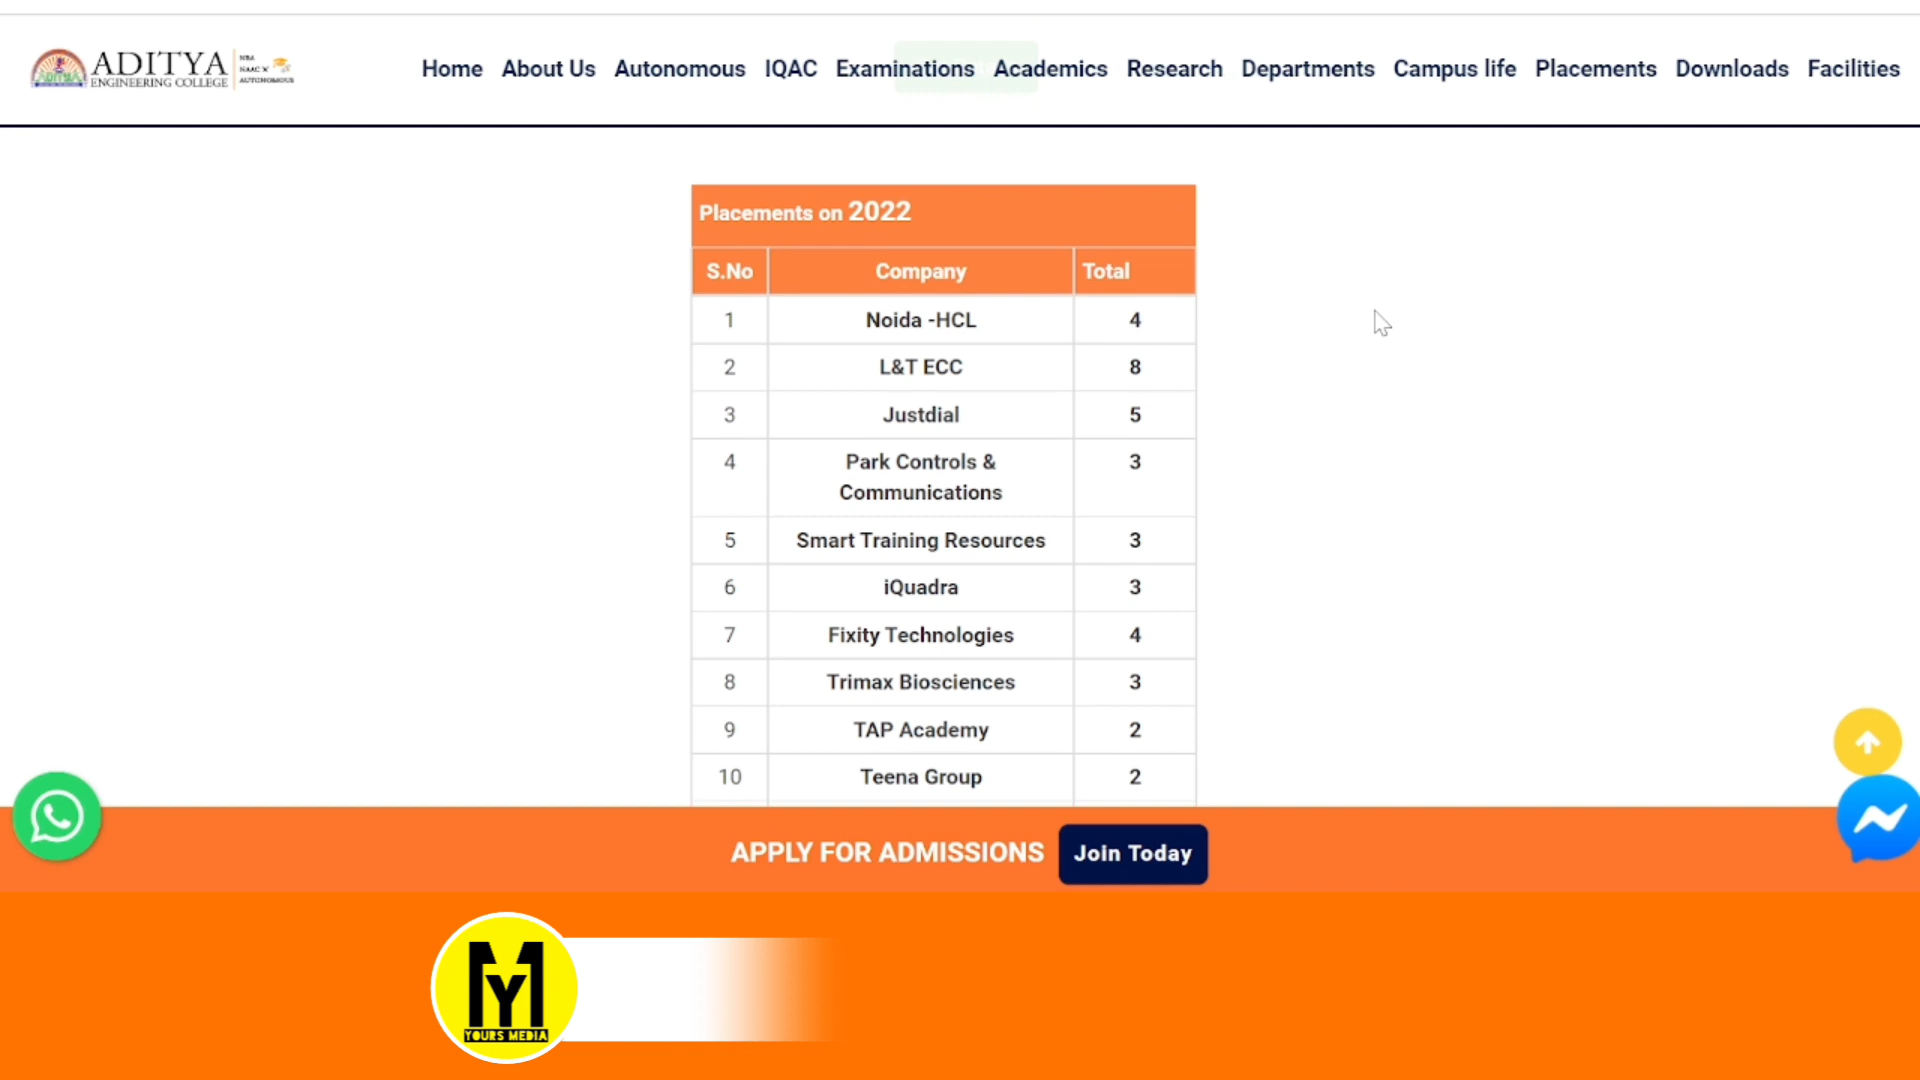 ADITYA
ENGINEERING COLLEGE
NBA
AUTONOMOUS
Home About Us Autonomous IQAC Examinations Academics Research Departments Campus life Placements Downloads Facilities
Placements on 2022
S.No Company Total
1 Noida -HCL 4
2 L&T ECC 8
3 Justdial 5
4 Park Controls & 3
Communications
5 Smart Training Resources 3
6 iQuadra 3
7 Fixity Technologies 4
8 Trimax Biosciences 3
9 TAP Academy 2
10 Teena Group 2
APPLY FOR ADMISSIONS Join Today
MY
YOURS MEDIA